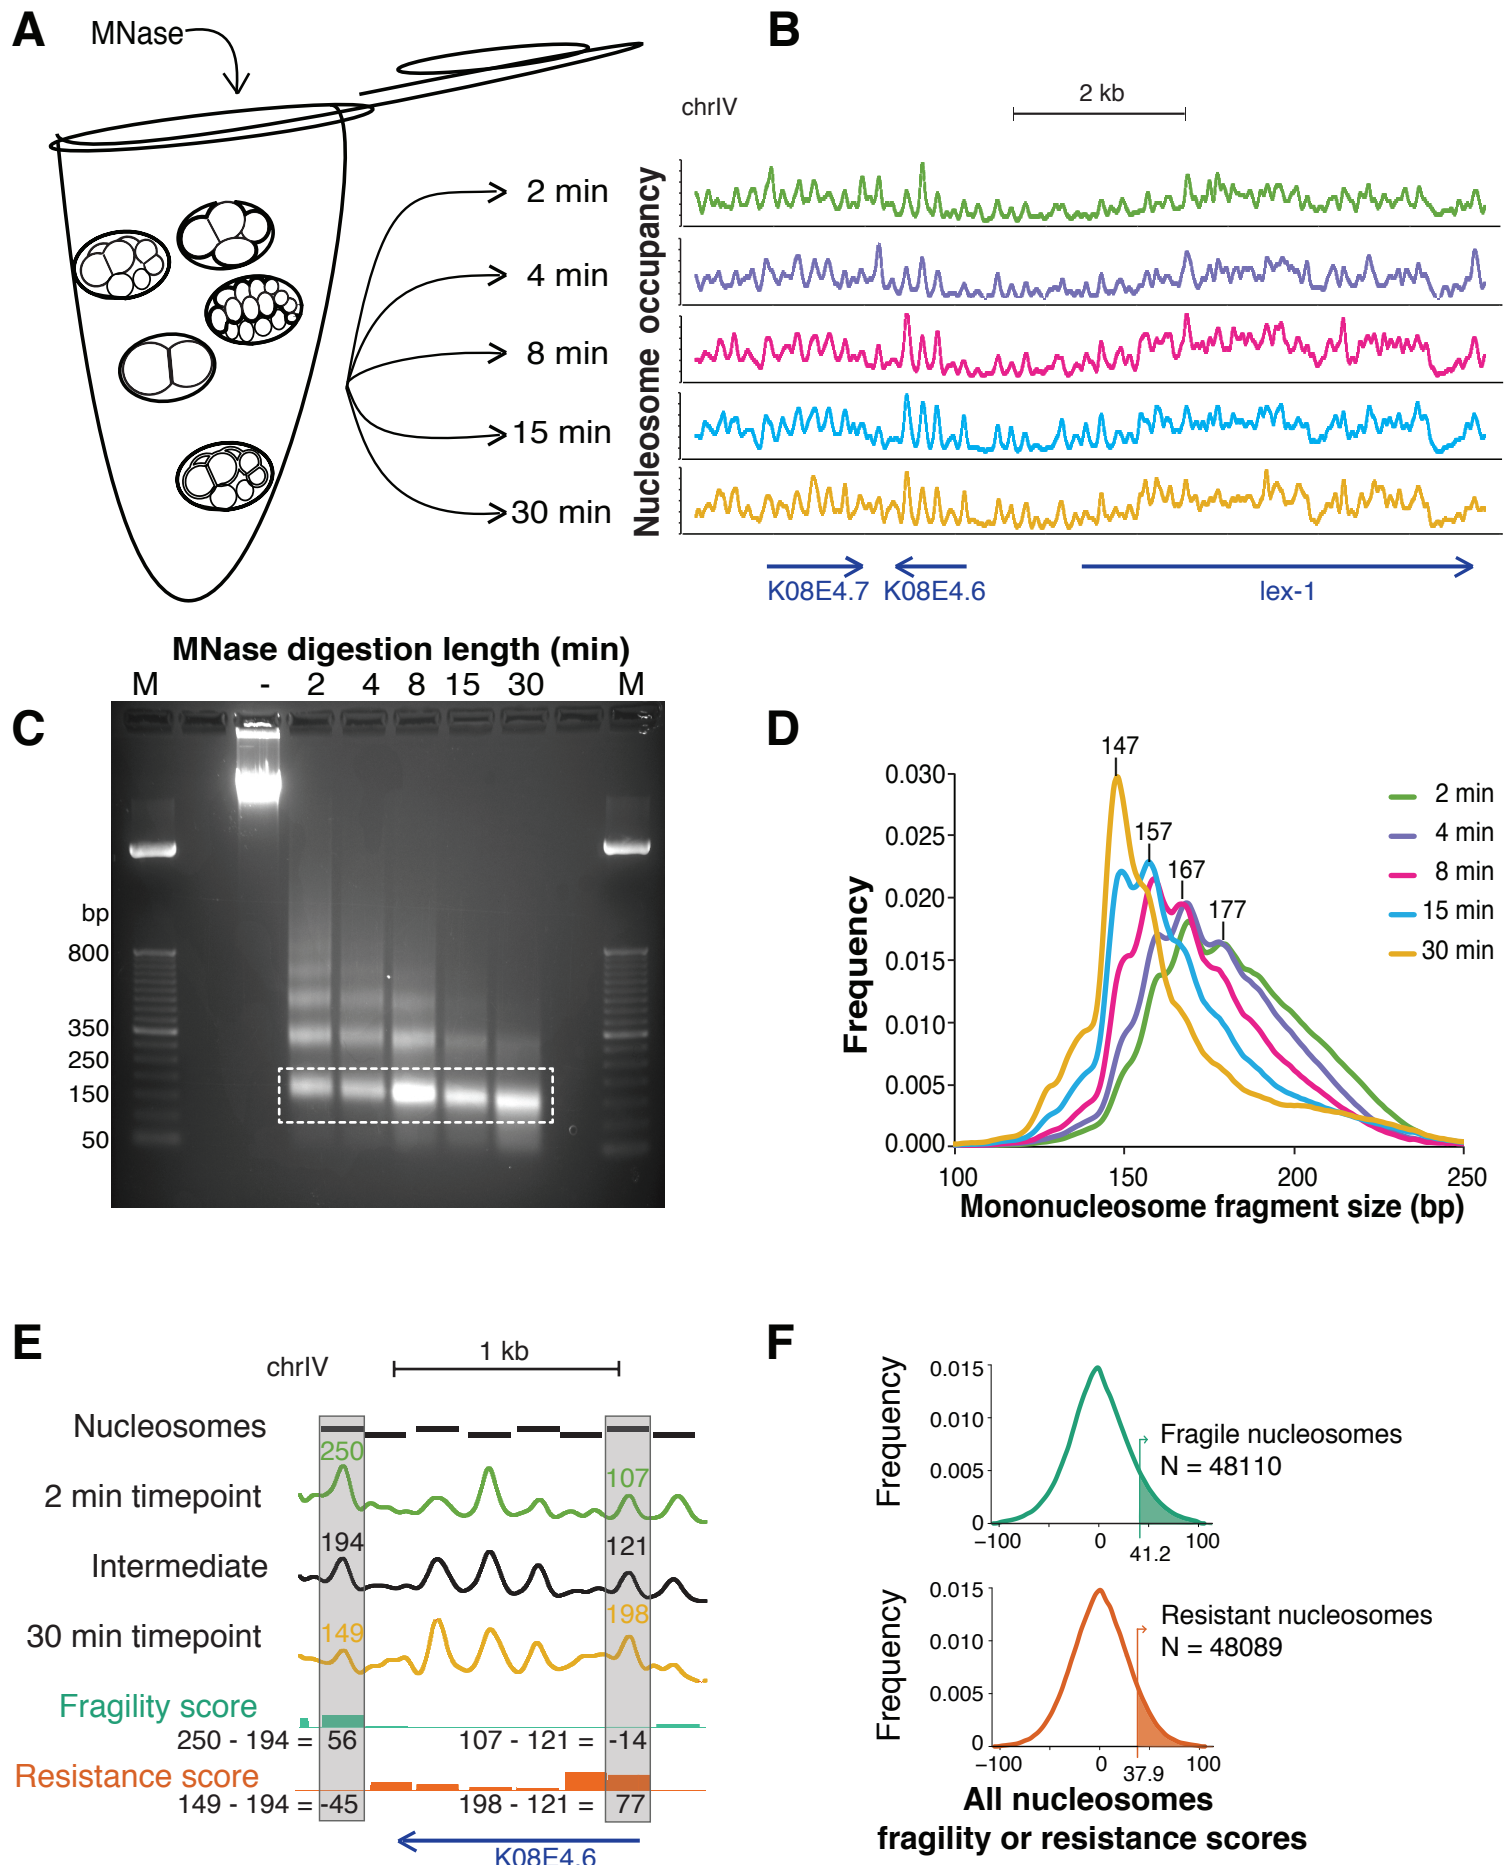 A
MNase
2 min
4 min
8 min
15 min
30 min
B
chrIV
2 kb
Nucleosome occupancy
K08E4.7
K08E4.6
lex-1
MNase digestion length (min)
M - 2 4 8 15 30 M
C
bp
800
350
250
150
50
D
147
157
167
177
2 min
4 min
8 min
15 min
30 min
Frequency
0.030
0.025
0.020
0.015
0.010
0.005
0.000
100 150 200 250
Mononucleosome fragment size (bp)
E
chrIV
1 kb
Nucleosomes
250
107
2 min timepoint
194
121
Intermediate
198
149
30 min timepoint
Fragility score
250 - 194 = 56
107 - 121 = -14
Resistance score
149 - 194 = -45
198 - 121 = 77
K08E4.6
F
Frequency
0.015
0.010
0.005
0
−100 0 100
41.2
Fragile nucleosomes
N = 48110
Frequency
0.015
0.010
0.005
0
−100 0 100
37.9
Resistant nucleosomes
N = 48089
All nucleosomes
fragility or resistance scores